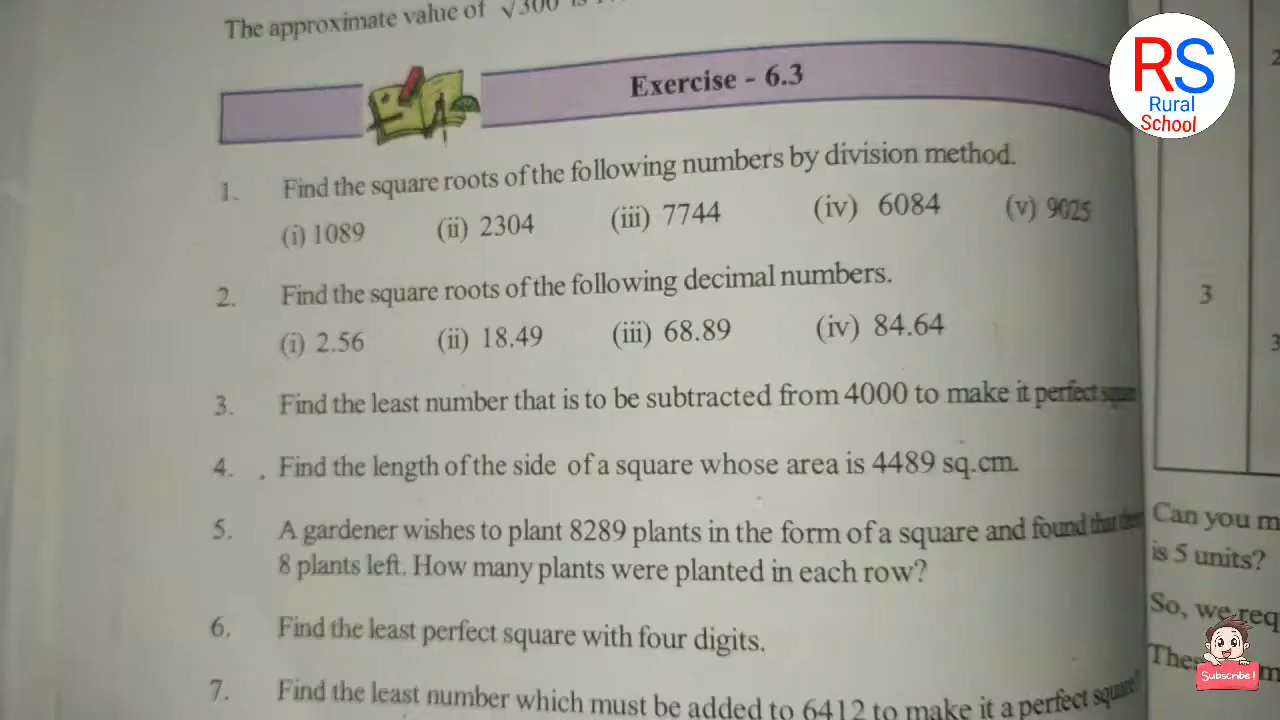 The approximate value of √300 is
Exercise - 6.3
RS
Rural
School
1. Find the square roots of the following numbers by division method.
(i) 1089 (ii) 2304 (iii) 7744 (iv) 6084 (v) 9025
2. Find the square roots of the following decimal numbers.
(i) 2.56 (ii) 18.49 (iii) 68.89 (iv) 84.64
3. Find the least number that is to be subtracted from 4000 to make it perfect square
4. Find the length of the side of a square whose area is 4489 sq.cm.
5. A gardener wishes to plant 8289 plants in the form of a square and found that there
8 plants left. How many plants were planted in each row?
6. Find the least perfect square with four digits.
7. Find the least number which must be added to 6412 to make it a perfect square?
3
Can you m
is 5 units?
So, we req
Subscribe !